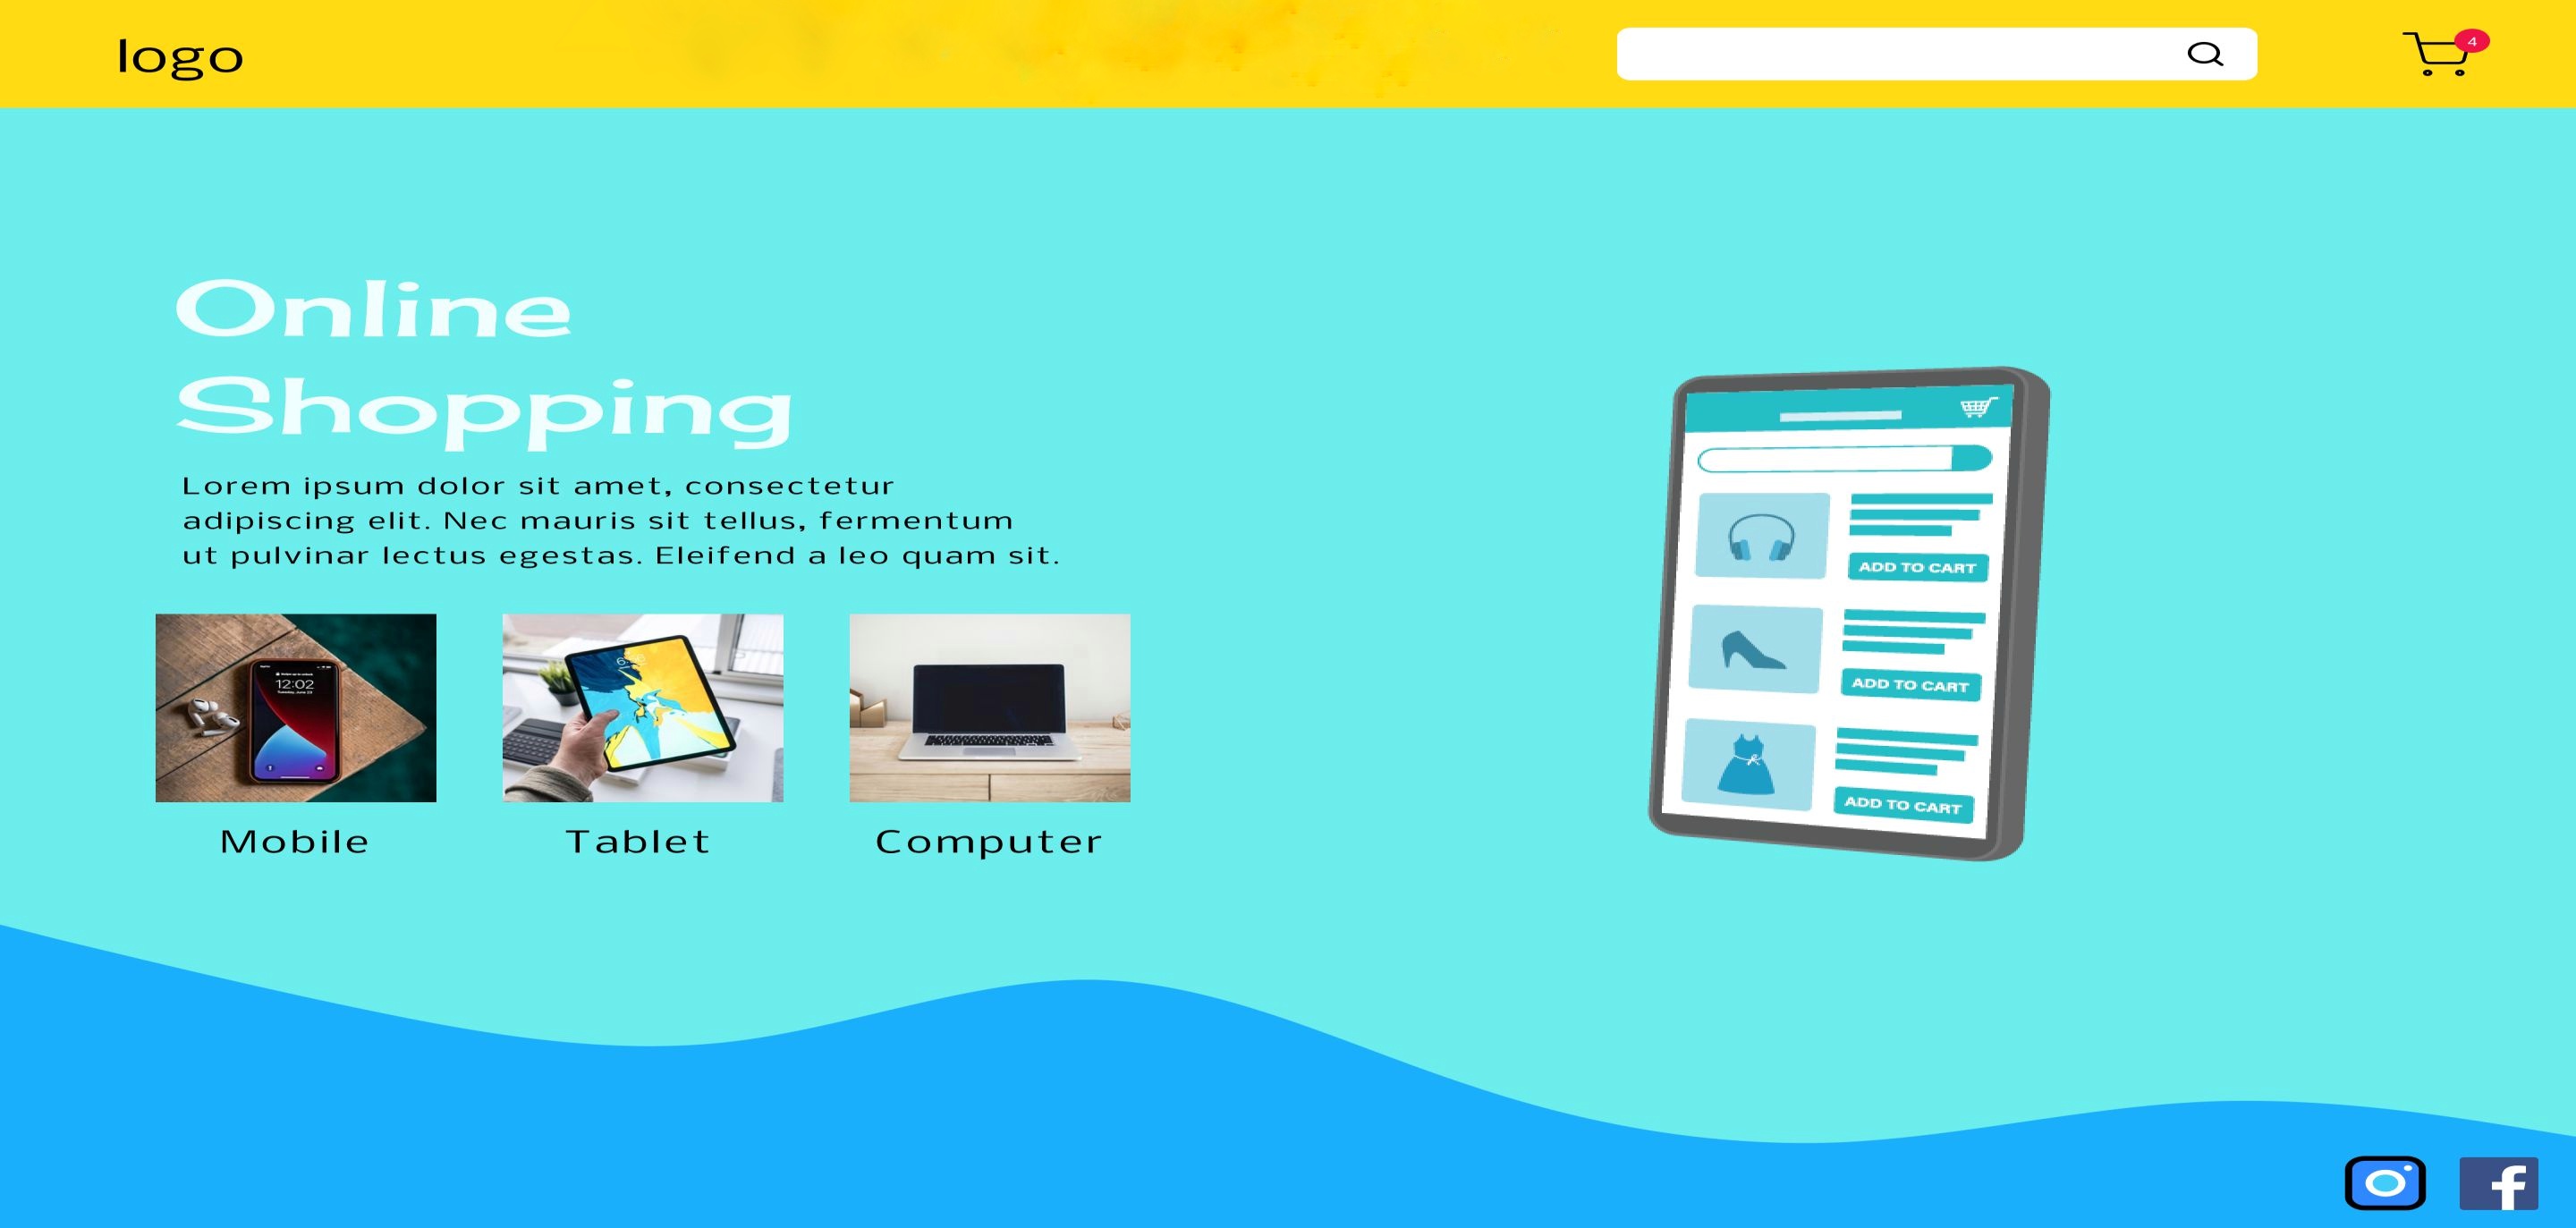 logo
4
Online
Shopping
Lorem ipsum dolor sit amet, consectetur
adipiscing elit. Nec mauris sit tellus, fermentum
ut pulvinar lectus egestas. Eleifend a leo quam sit.
12:02
Mobile
Tablet
Computer
ADD TO CART
ADD TO CART
ADD TO CART
f